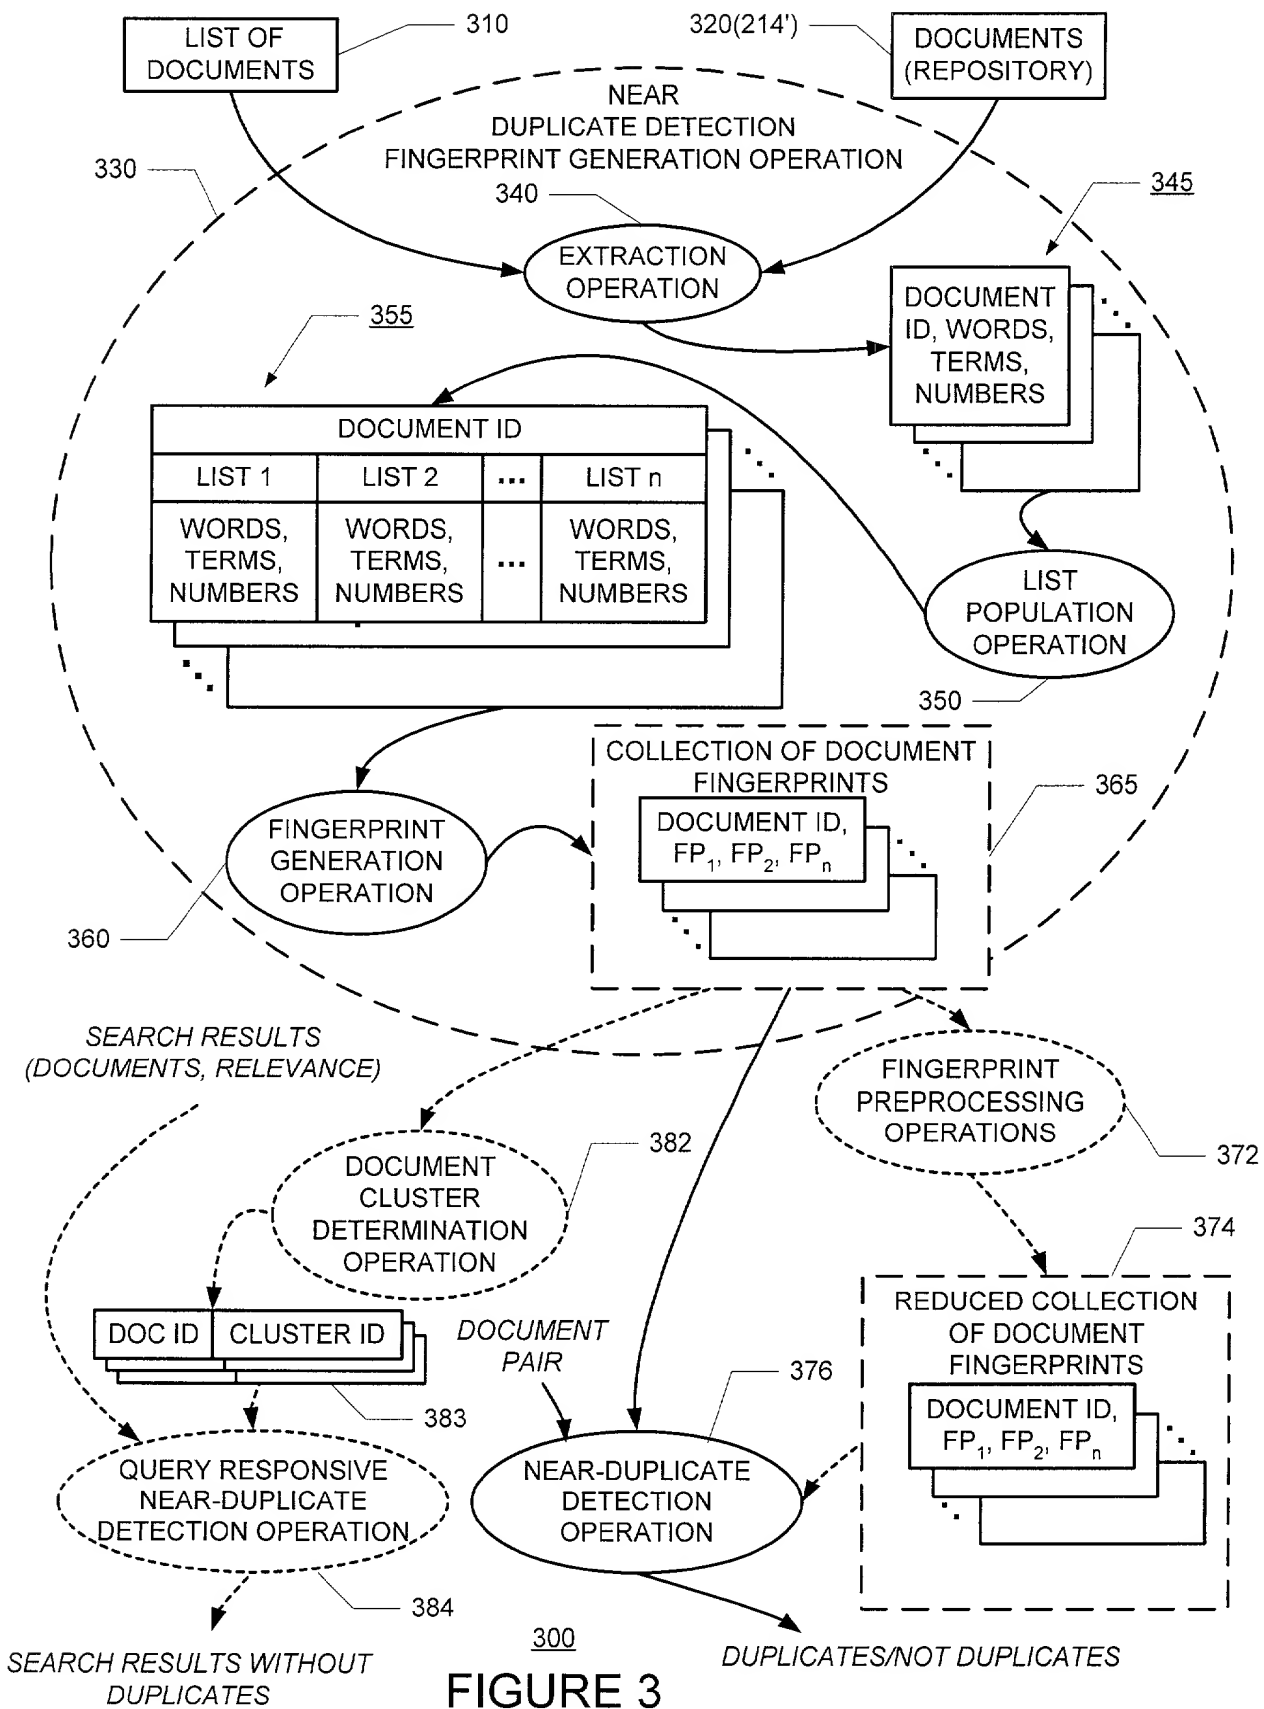 LIST OF
DOCUMENTS
310
320(214')
DOCUMENTS
(REPOSITORY)
NEAR
DUPLICATE DETECTION
FINGERPRINT GENERATION OPERATION
330
340
345
EXTRACTION
OPERATION
DOCUMENT
ID, WORDS,
TERMS,
NUMBERS
355
DOCUMENT ID
LIST 1
LIST 2
...
LIST n
WORDS,
TERMS,
NUMBERS
WORDS,
TERMS,
NUMBERS
...
WORDS,
TERMS,
NUMBERS
LIST
POPULATION
OPERATION
350
COLLECTION OF DOCUMENT
FINGERPRINTS
365
DOCUMENT ID,
FP1, FP2, FPn
FINGERPRINT
GENERATION
OPERATION
360
SEARCH RESULTS
(DOCUMENTS, RELEVANCE)
FINGERPRINT
PREPROCESSING
OPERATIONS
372
382
DOCUMENT
CLUSTER
DETERMINATION
OPERATION
374
REDUCED COLLECTION
OF DOCUMENT
FINGERPRINTS
DOCUMENT ID,
FP1, FP2, FPn
DOC ID
CLUSTER ID
383
DOCUMENT
PAIR
376
QUERY RESPONSIVE
NEAR-DUPLICATE
DETECTION OPERATION
NEAR-DUPLICATE
DETECTION
OPERATION
384
300
SEARCH RESULTS WITHOUT
DUPLICATES
DUPLICATES/NOT DUPLICATES
FIGURE 3